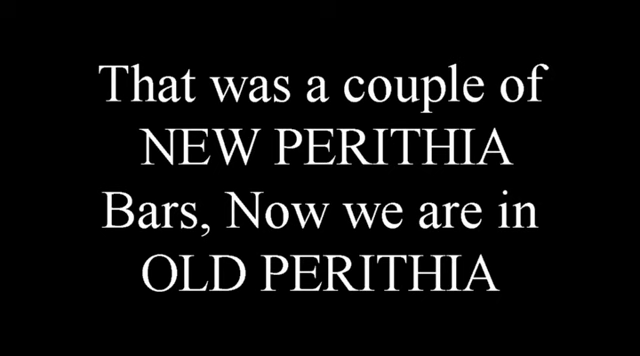 That was a couple of
NEW PERITHIA
Bars, Now we are in
OLD PERITHIA